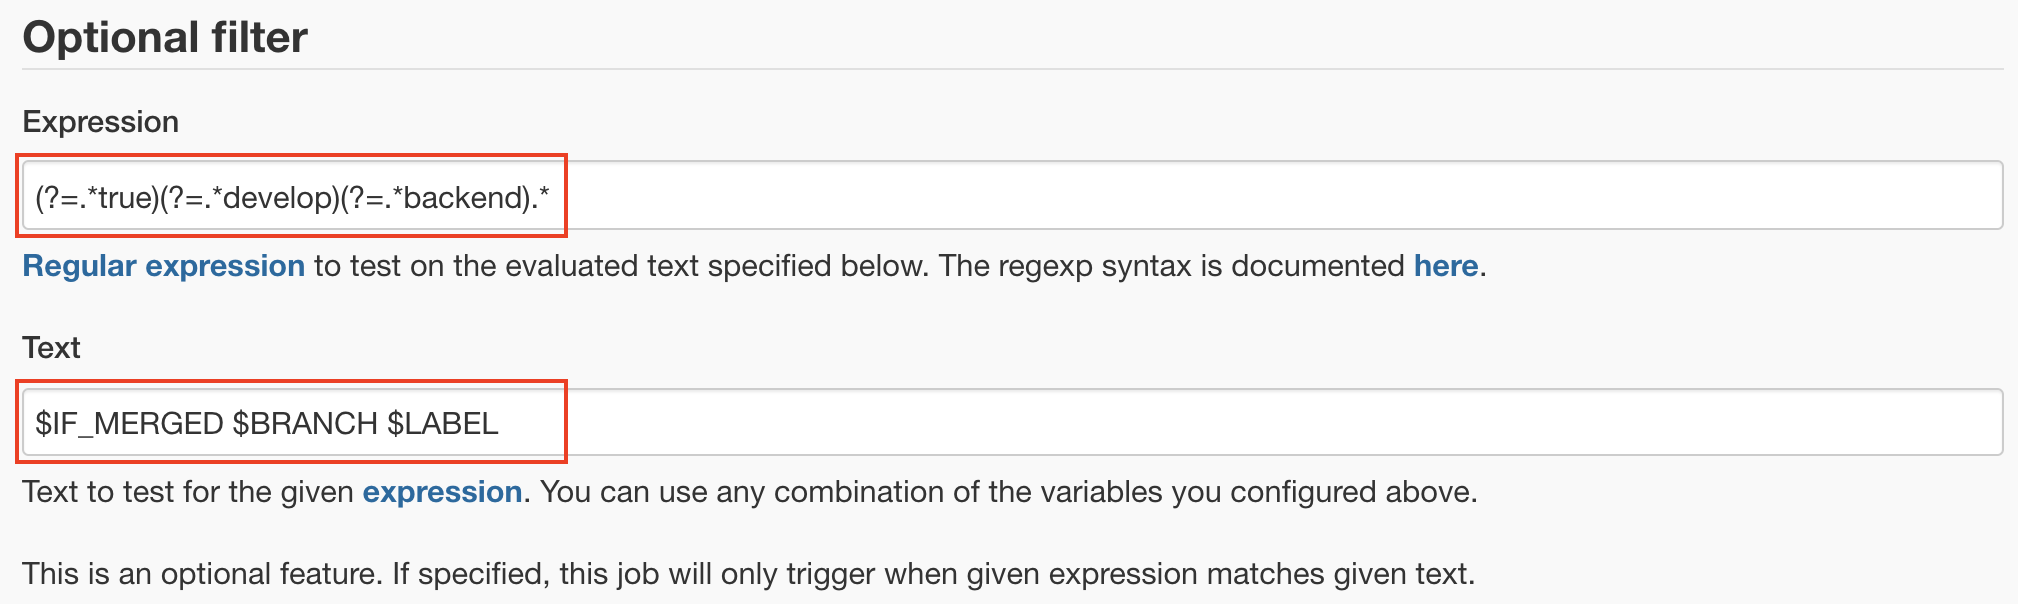 Optional filter
Expression
(?=.*true)(?=.*develop)(?=.*backend).*
Regular expression to test on the evaluated text specified below. The regexp syntax is documented here.
Text
$IF_MERGED $BRANCH $LABEL
Text to test for the given expression. You can use any combination of the variables you configured above.
This is an optional feature. If specified, this job will only trigger when given expression matches given text.